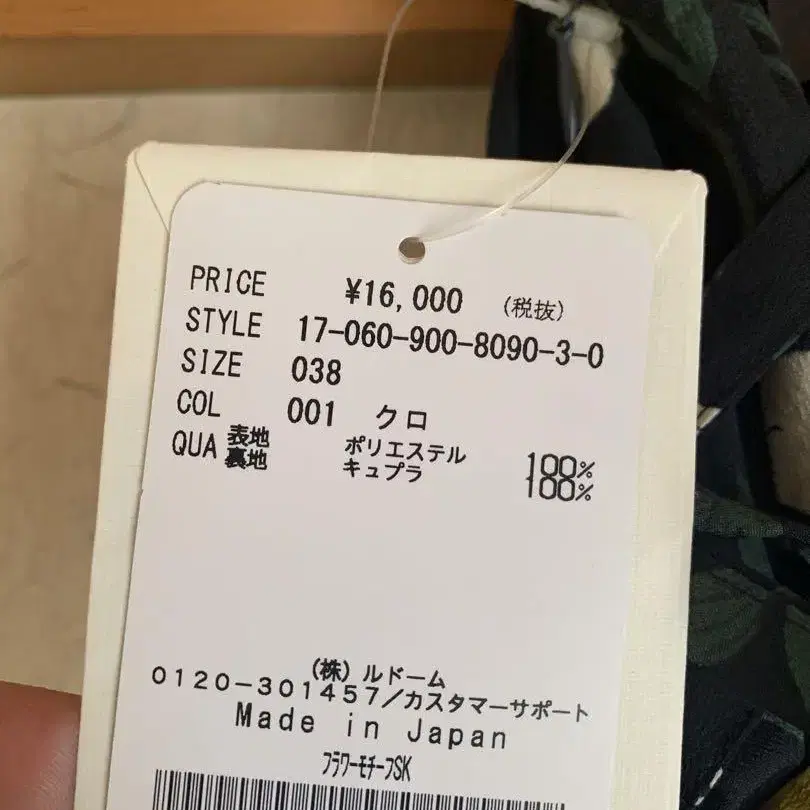 PRICE ¥16,000 (税抜)
STYLE 17-060-900-8090-3-0
SIZE 038
COL 001 クロ
QUA 表地 ポリエステル 100%
裏地 キュプラ 100%
(株)ルドーム
0120-301457/カスタマーサポート
Made in Japan
フラワーモチーフSK